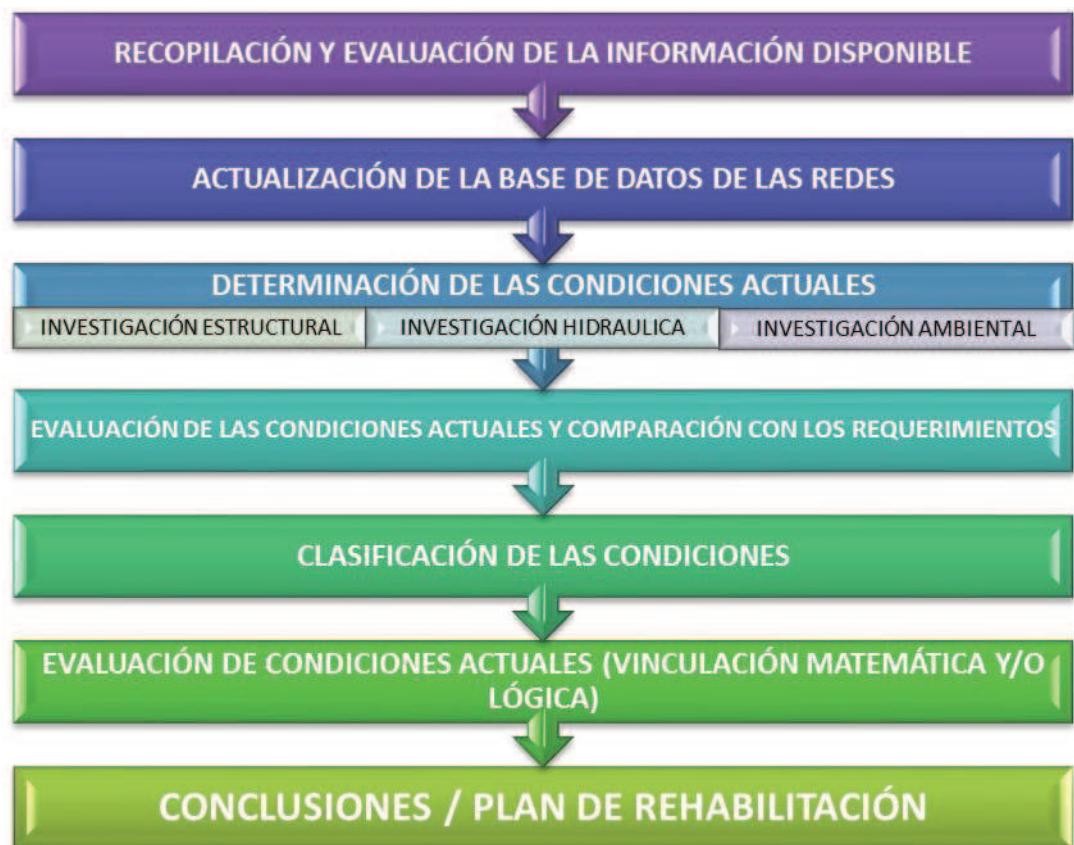 RECOPILACIÓN Y EVALUACIÓN DE LA INFORMACIÓN DISPONIBLE
ACTUALIZACIÓN DE LA BASE DE DATOS DE LAS REDES
DETERMINACIÓN DE LAS CONDICIONES ACTUALES
INVESTIGACIÓN ESTRUCTURAL
INVESTIGACIÓN HIDRAULICA
INVESTIGACIÓN AMBIENTAL
EVALUACIÓN DE LAS CONDICIONES ACTUALES Y COMPARACIÓN CON LOS REQUERIMIENTOS
CLASIFICACIÓN DE LAS CONDICIONES
EVALUACIÓN DE CONDICIONES ACTUALES (VINCULACIÓN MATEMÁTICA Y/O
LÓGICA)
CONCLUSIONES / PLAN DE REHABILITACIÓN